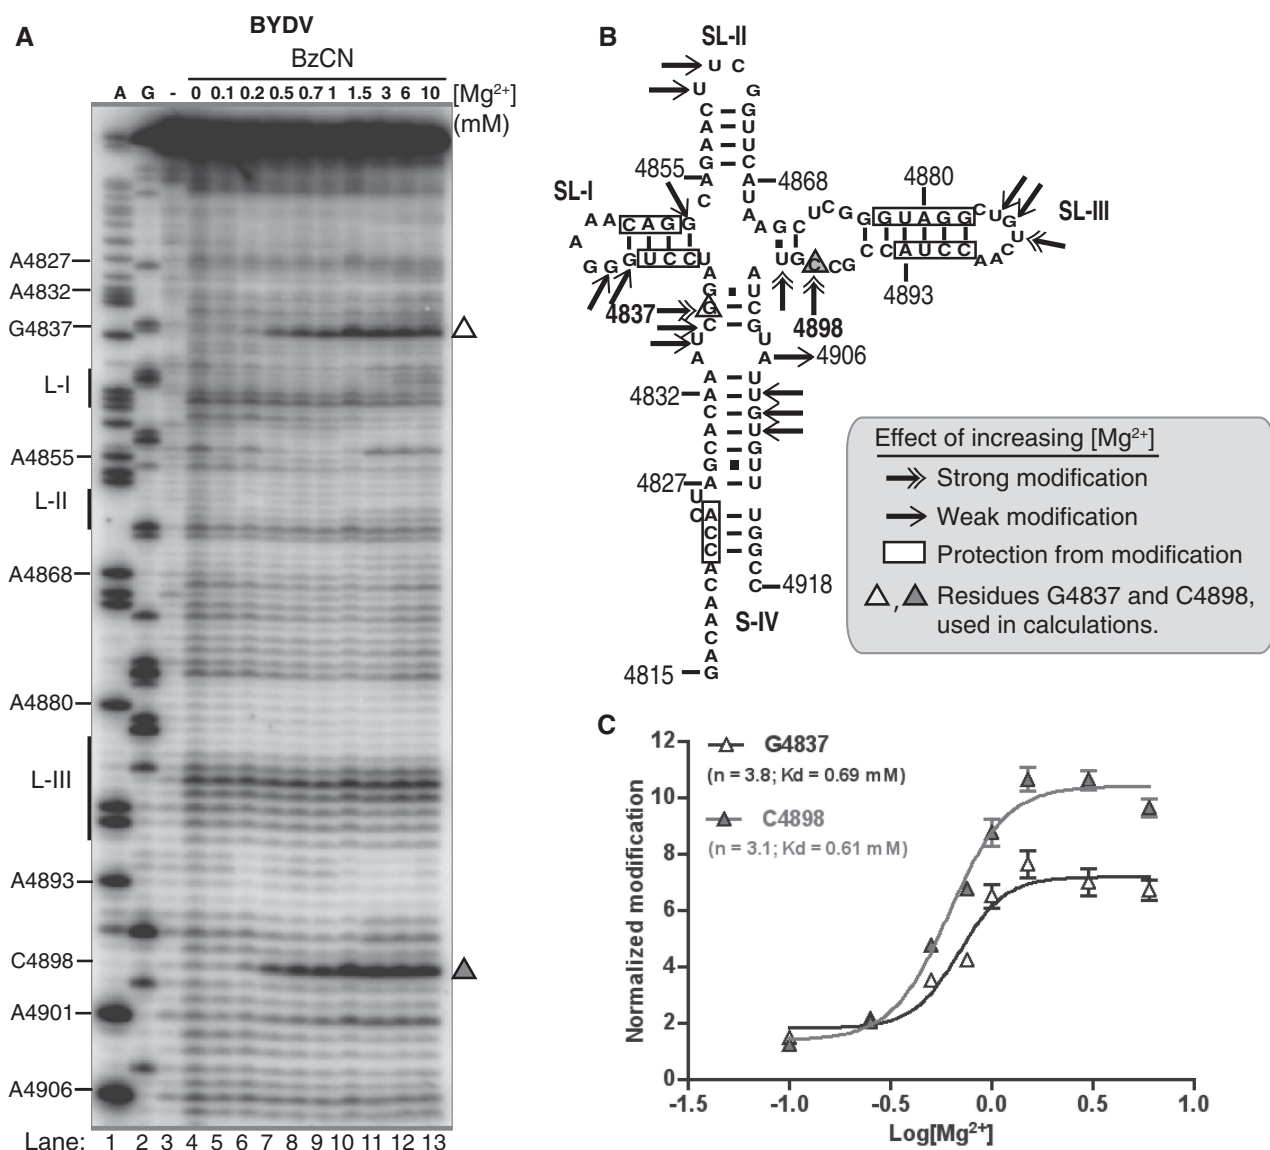 A
BYDV
BzCN
A G - 0 0.1 0.2 0.5 0.7 1 1.5 3 6 10 [Mg²⁺]
(mM)
A4827
A4832
G4837
L-I
A4855
L-II
A4868
A4880
L-III
A4893
C4898
A4901
A4906
Lane: 1 2 3 4 5 6 7 8 9 10 11 12 13
B
SL-II
U C
U G
C G
A U
A U
G C
A A
C U
A
4855
4868
SL-I
A A C A G G
A
G G G U C C U
A G C U C G G G U A G G C U G
U
U G C C G C C A U C C A A C
4880
SL-III
4893
4898
4837
A A
G U
G C
C G
U U
A A
4906
A U
4832
A U
C G
A U
C G
G U
A U
4827
U
C A U
C G
C G
A C
C C
4918
A
A
C
A
G
4815
S-IV
Effect of increasing [Mg²⁺]
Strong modification
Weak modification
Protection from modification
, Residues G4837 and C4898,
used in calculations.
C
G4837
(n = 3.8; Kd = 0.69 mM)
C4898
(n = 3.1; Kd = 0.61 mM)
Normalized modification
12
10
8
6
4
2
0
-1.5 -1.0 -0.5 0.0 0.5 1.0
Log[Mg²⁺]